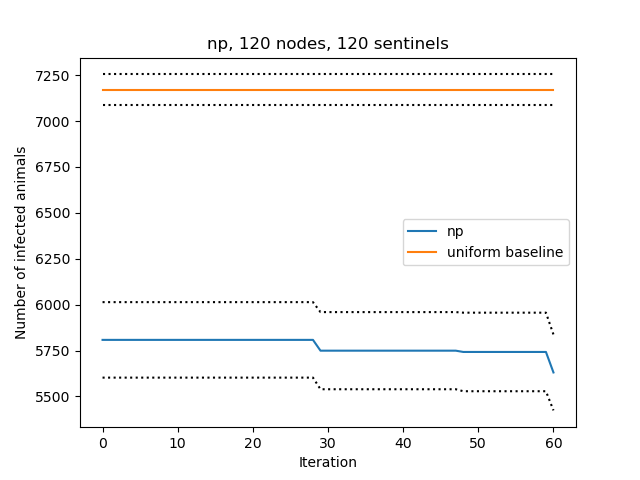 np, 120 nodes, 120 sentinels
Number of infected animals
7250
7000
6750
6500
6250
6000
5750
5500
np
uniform baseline
0 10 20 30 40 50 60
Iteration